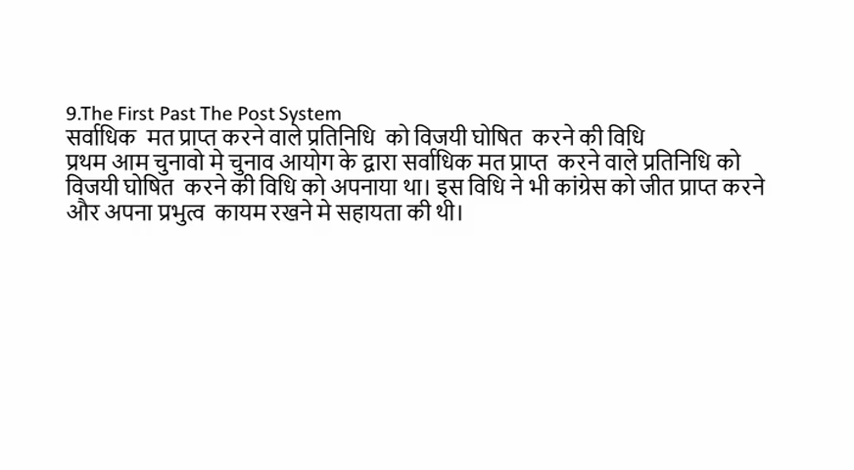 9.The First Past The Post System
सर्वाधिक मत प्राप्त करने वाले प्रतिनिधि को विजयी घोषित करने की विधि
प्रथम आम चुनावो मे चुनाव आयोग के द्वारा सर्वाधिक मत प्राप्त करने वाले प्रतिनिधि को
विजयी घोषित करने की विधि को अपनाया था। इस विधि ने भी कांग्रेस को जीत प्राप्त करने
और अपना प्रभुत्व कायम रखने मे सहायता की थी।